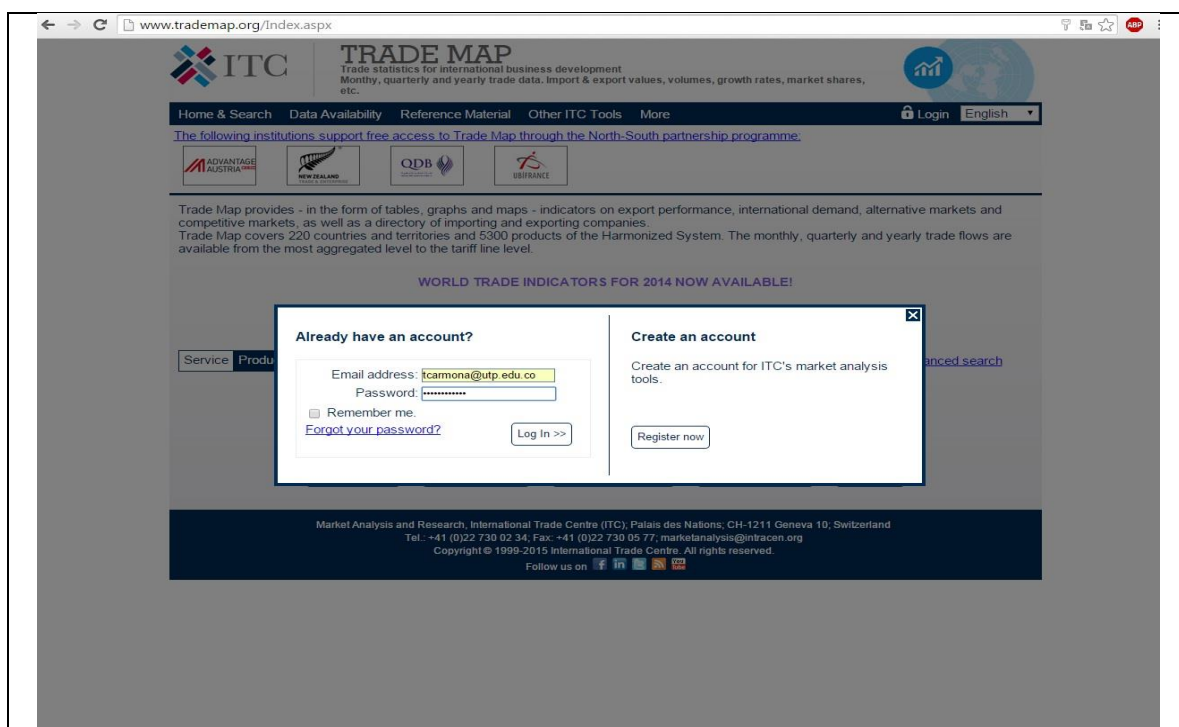 www.trademap.org/Index.aspx
ABP
ITC
TRADE MAP
Trade statistics for international business development
Monthy, quarterly and yearly trade data. Import & export values, volumes, growth rates, market shares,
etc.
Home & Search Data Availability Reference Material Other ITC Tools More Login English
The following institutions support free access to Trade Map through the North-South partnership programme:
ADVANTAGE
AUSTRIA
NEW ZEALAND
TRADE & ENTERPRISE
QDB
UBIFRANCE
Trade Map provides - in the form of tables, graphs and maps - indicators on export performance, international demand, alternative markets and
competitive markets, as well as a directory of importing and exporting companies.
Trade Map covers 220 countries and territories and 5300 products of the Harmonized System. The monthly, quarterly and yearly trade flows are
available from the most aggregated level to the tariff line level.
WORLD TRADE INDICATORS FOR 2014 NOW AVAILABLE!
Service Produ
anced search
Already have an account?
Email address: tcarmona@utp.edu.co
Password: ••••••••••••
Remember me.
Forgot your password?
Log In >>
Create an account
Create an account for ITC's market analysis
tools.
Register now
Market Analysis and Research, International Trade Centre (ITC); Palais des Nations; CH-1211 Geneva 10; Switzerland
Tel.: +41 (0)22 730 02 34; Fax: +41 (0)22 730 05 77; marketanalysis@intracen.org
Copyright © 1999-2015 International Trade Centre. All rights reserved.
Follow us on
You
Tube